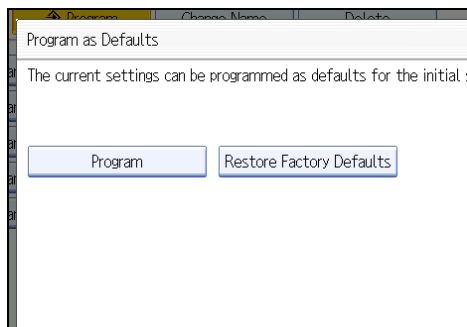 Program Change Name Delete
Program as Defaults
The current settings can be programmed as defaults for the initial
Program Restore Factory Defaults